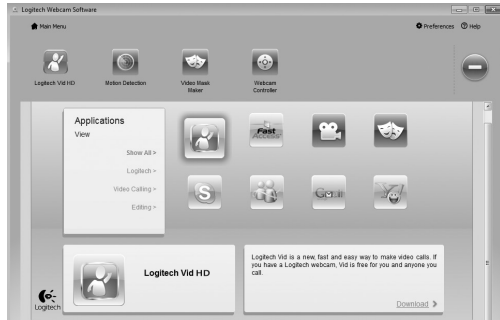 Logitech Webcam Software
Main Menu
Preferences
Help
Logitech Vid HD
Motion Detection
Video Mask
Maker
Webcam
Controller
Applications
View
Show All >
Logitech >
Video Calling >
Editing >
Fast
Access
S
Y!
Logitech Vid HD
Logitech Vid is a new, fast and easy way to make video calls. If
you have a Logitech webcam, Vid is free for you and anyone you
call.
Download >
Logitech